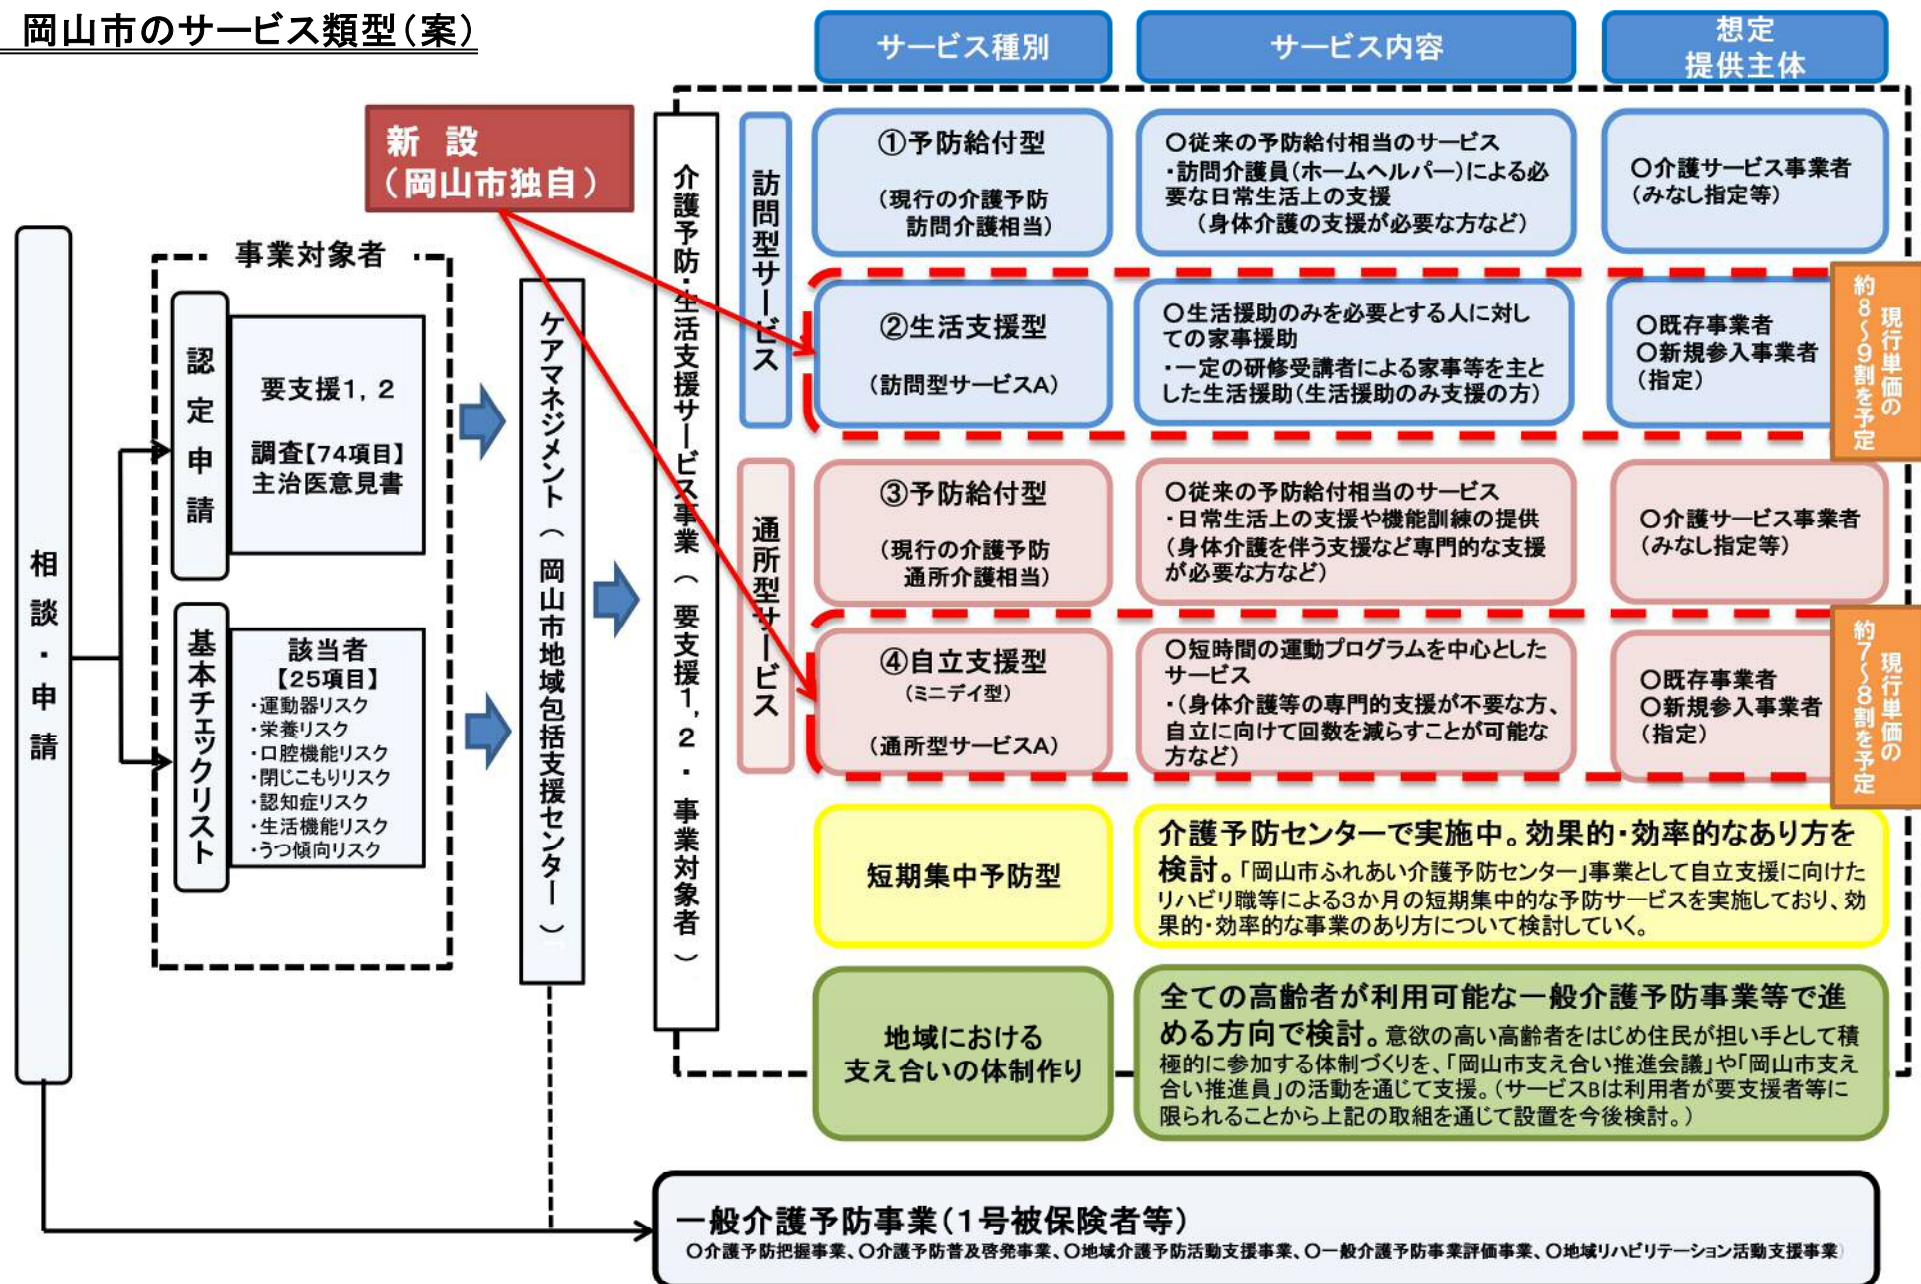 岡山市のサービス類型(案)
サービス種別
サービス内容
想定
提供主体
新 設
(岡山市独自)
相談・申請
事業対象者
認定申請
要支援1, 2
調査【74項目】
主治医意見書
基本チェックリスト
該当者
【25項目】
・運動器リスク
・栄養リスク
・口腔機能リスク
・閉じこもりリスク
・認知症リスク
・生活機能リスク
・うつ傾向リスク
ケアマネジメント(岡山市地域包括支援センター)
介護予防・生活支援サービス事業(要支援1, 2・事業対象者)
訪問型サービス
①予防給付型
(現行の介護予防
訪問介護相当)
〇従来の予防給付相当のサービス
・訪問介護員(ホームヘルパー)による必
要な日常生活上の支援
(身体介護の支援が必要な方など)
〇介護サービス事業者
(みなし指定等)
②生活支援型
(訪問型サービスA)
〇生活援助のみを必要とする人に対し
ての家事援助
・一定の研修受講者による家事等を主と
した生活援助(生活援助のみ支援の方)
〇既存事業者
〇新規参入事業者
(指定)
現行単価の
約8～9割を予定
通所型サービス
③予防給付型
(現行の介護予防
通所介護相当)
〇従来の予防給付相当のサービス
・日常生活上の支援や機能訓練の提供
(身体介護を伴う支援など専門的な支援
が必要な方など)
〇介護サービス事業者
(みなし指定等)
④自立支援型
(ミニデイ型)
(通所型サービスA)
〇短時間の運動プログラムを中心とした
サービス
・(身体介護等の専門的支援が不要な方、
自立に向けて回数を減らすことが可能な
方など)
〇既存事業者
〇新規参入事業者
(指定)
現行単価の
約7～8割を予定
短期集中予防型
介護予防センターで実施中。効果的・効率的なあり方を
検討。「岡山市ふれあい介護予防センター」事業として自立支援に向けた
リハビリ職等による3か月の短期集中的な予防サービスを実施しており、効
果的・効率的な事業のあり方について検討していく。
地域における
支え合いの体制作り
全ての高齢者が利用可能な一般介護予防事業等で進
める方向で検討。意欲の高い高齢者をはじめ住民が担い手として積
極的に参加する体制づくりを、「岡山市支え合い推進会議」や「岡山市支え
合い推進員」の活動を通じて支援。(サービスBは利用者が要支援者等に
限られることから上記の取組を通じて設置を今後検討。)
一般介護予防事業(1号被保険者等)
〇介護予防把握事業、〇介護予防普及啓発事業、〇地域介護予防活動支援事業、〇一般介護予防事業評価事業、〇地域リハビリテーション活動支援事業)